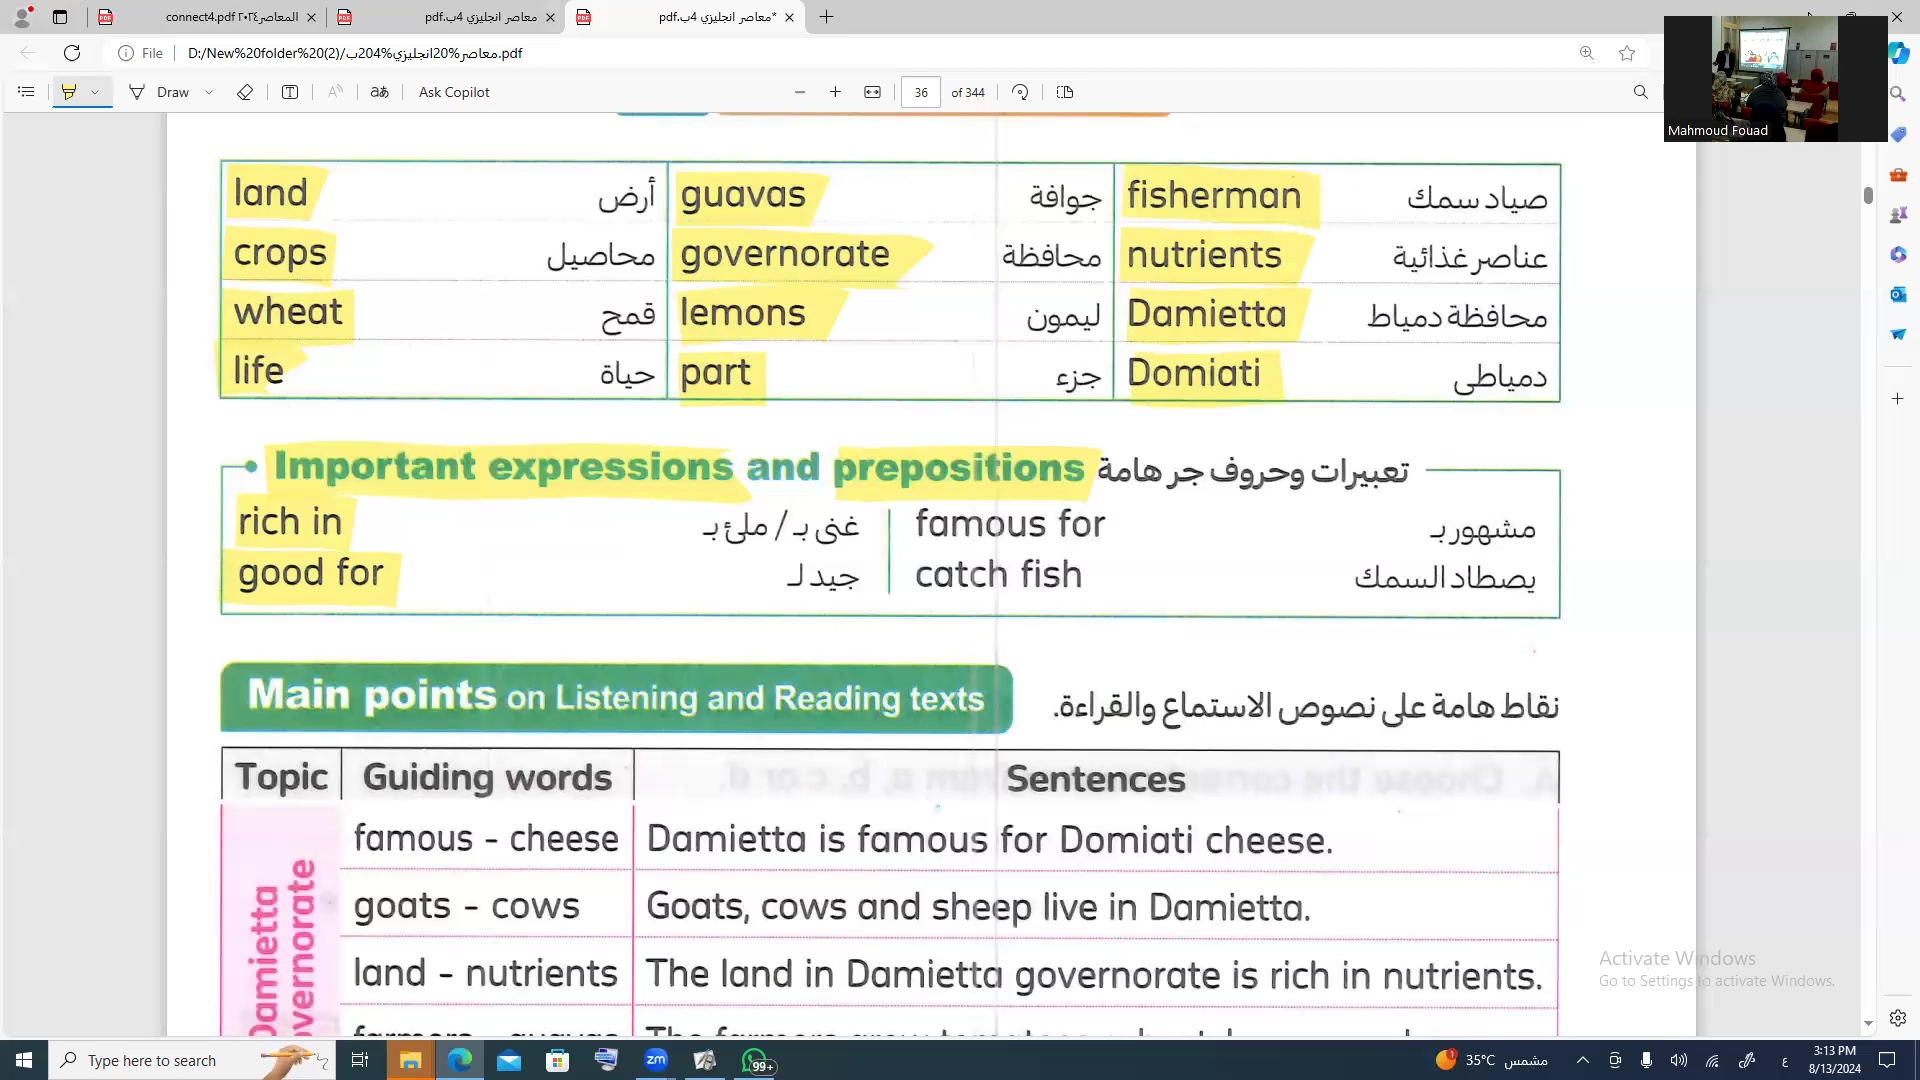 connect4.pdf المعاصر٢٠٢٤
معاصر انجليزي 4ب.pdf
*معاصر انجليزي 4ب.pdf
File
D:/New%20folder%20(2)/معاصر%20انجليزي%204ب.pdf
Draw
Ask Copilot
36
of 344
Mahmoud Fouad
land أرض guavas جوافة fisherman صياد سمك
crops محاصيل governorate محافظة nutrients عناصر غذائية
wheat قمح lemons ليمون Damietta محافظة دمياط
life حياة part جزء Domiati دمياطى
Important expressions and prepositions تعبيرات وحروف جر هامة
rich in غنى بـ / ملئ بـ famous for مشهور بـ
good for جيد لـ catch fish يصطاد السمك
Main points on Listening and Reading texts نقاط هامة على نصوص الاستماع والقراءة.
Topic Guiding words Sentences
Damietta
famous - cheese Damietta is famous for Domiati cheese.
goats - cows Goats, cows and sheep live in Damietta.
land - nutrients The land in Damietta governorate is rich in nutrients.
Activate Windows
Go to Settings to activate Windows.
Type here to search
99+
35°C مشمس
ع
3:13 PM
8/13/2024